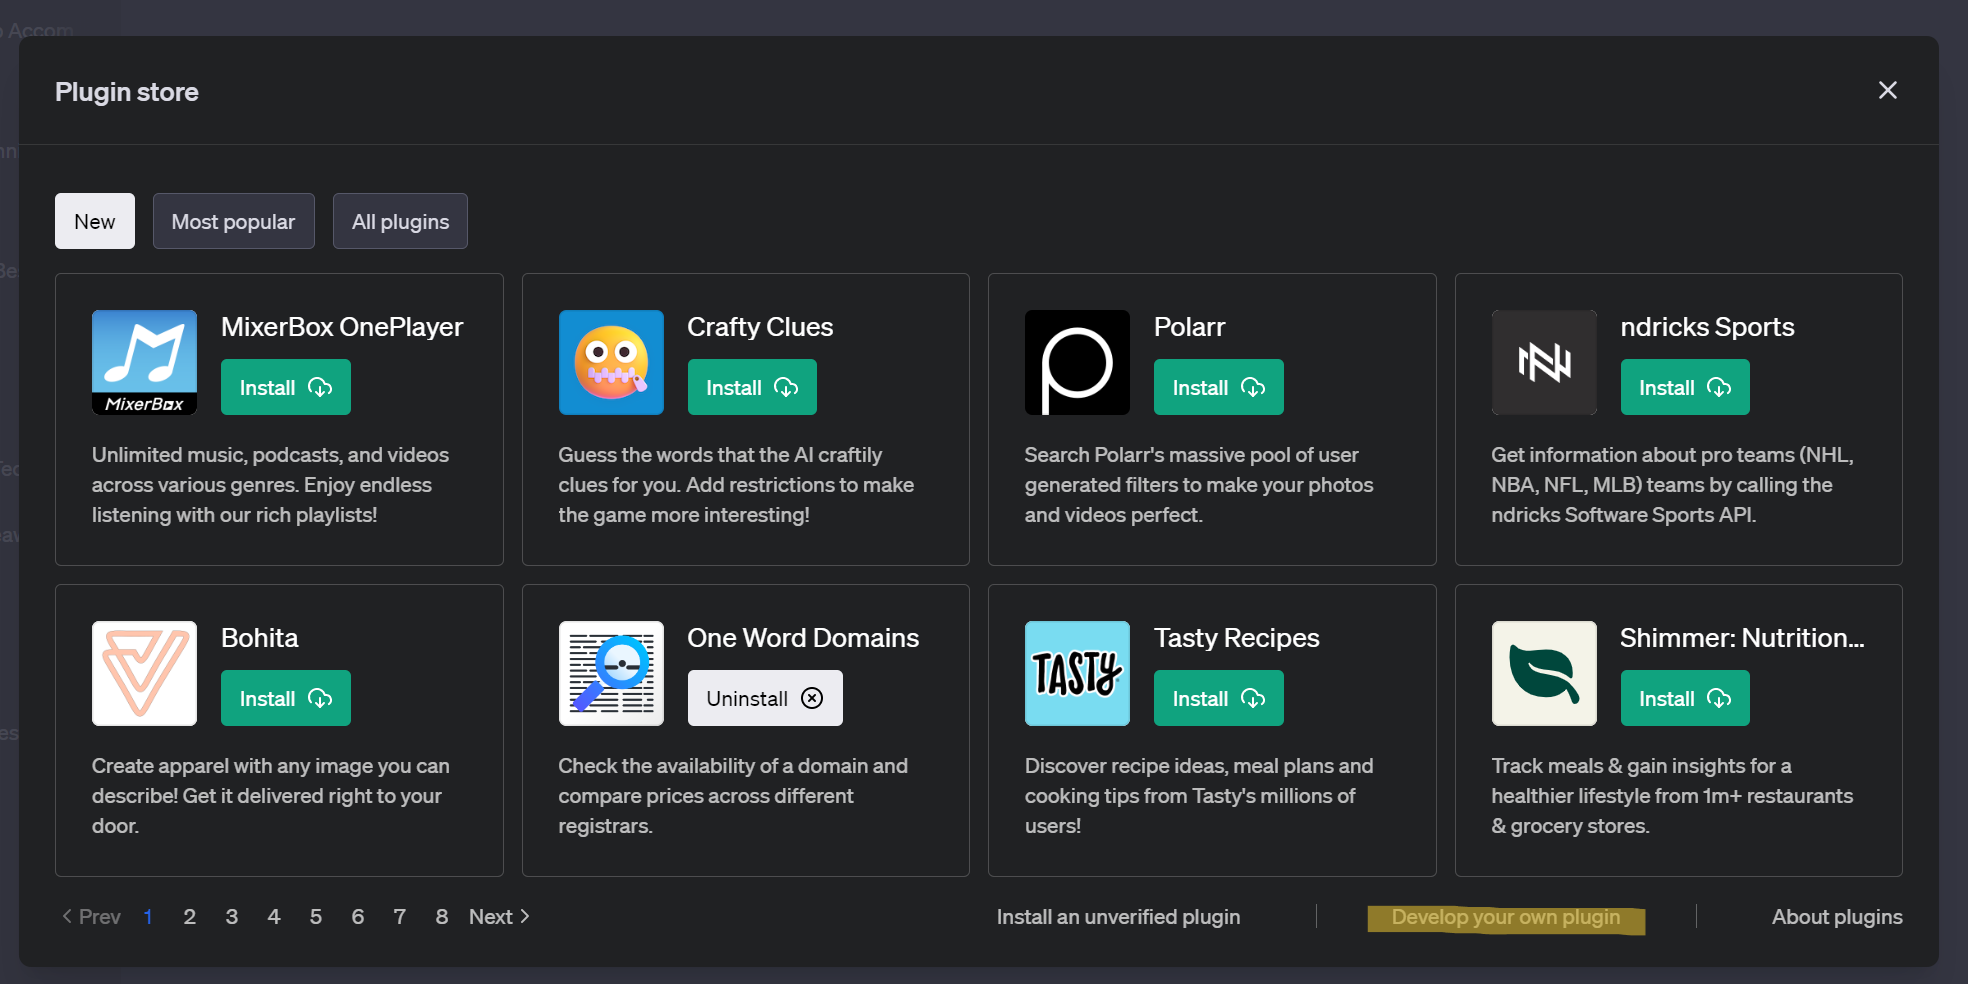 Accom
Plugin store
New
Most popular
All plugins
MixerBox OnePlayer
Install
MixerBox
Unlimited music, podcasts, and videos
across various genres. Enjoy endless
listening with our rich playlists!
Crafty Clues
Install
Guess the words that the AI craftily
clues for you. Add restrictions to make
the game more interesting!
Polarr
Install
Search Polarr's massive pool of user
generated filters to make your photos
and videos perfect.
ndricks Sports
Install
Get information about pro teams (NHL,
NBA, NFL, MLB) teams by calling the
ndricks Software Sports API.
Bohita
Install
Create apparel with any image you can
describe! Get it delivered right to your
door.
One Word Domains
Uninstall
Check the availability of a domain and
compare prices across different
registrars.
TASTY
Tasty Recipes
Install
Discover recipe ideas, meal plans and
cooking tips from Tasty's millions of
users!
Shimmer: Nutrition...
Install
Track meals & gain insights for a
healthier lifestyle from 1m+ restaurants
& grocery stores.
Prev 1 2 3 4 5 6 7 8 Next
Install an unverified plugin
Develop your own plugin
About plugins